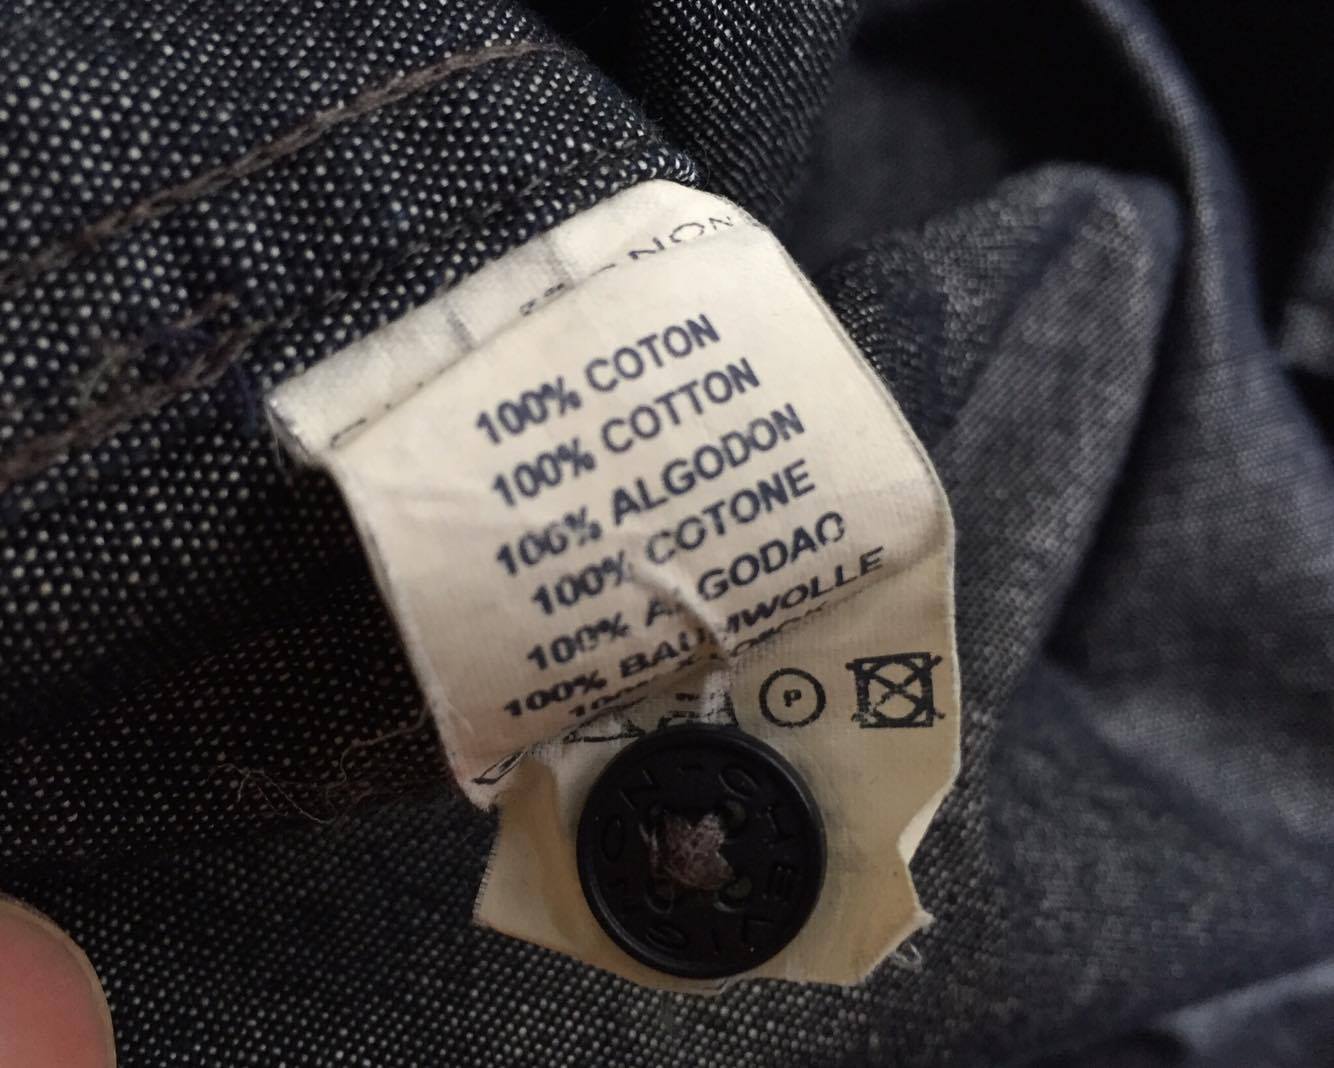 100% COTON
100% COTTON
100% ALGODON
100% COTONE
100% ALGODAO
100% BAUMWOLLE
P